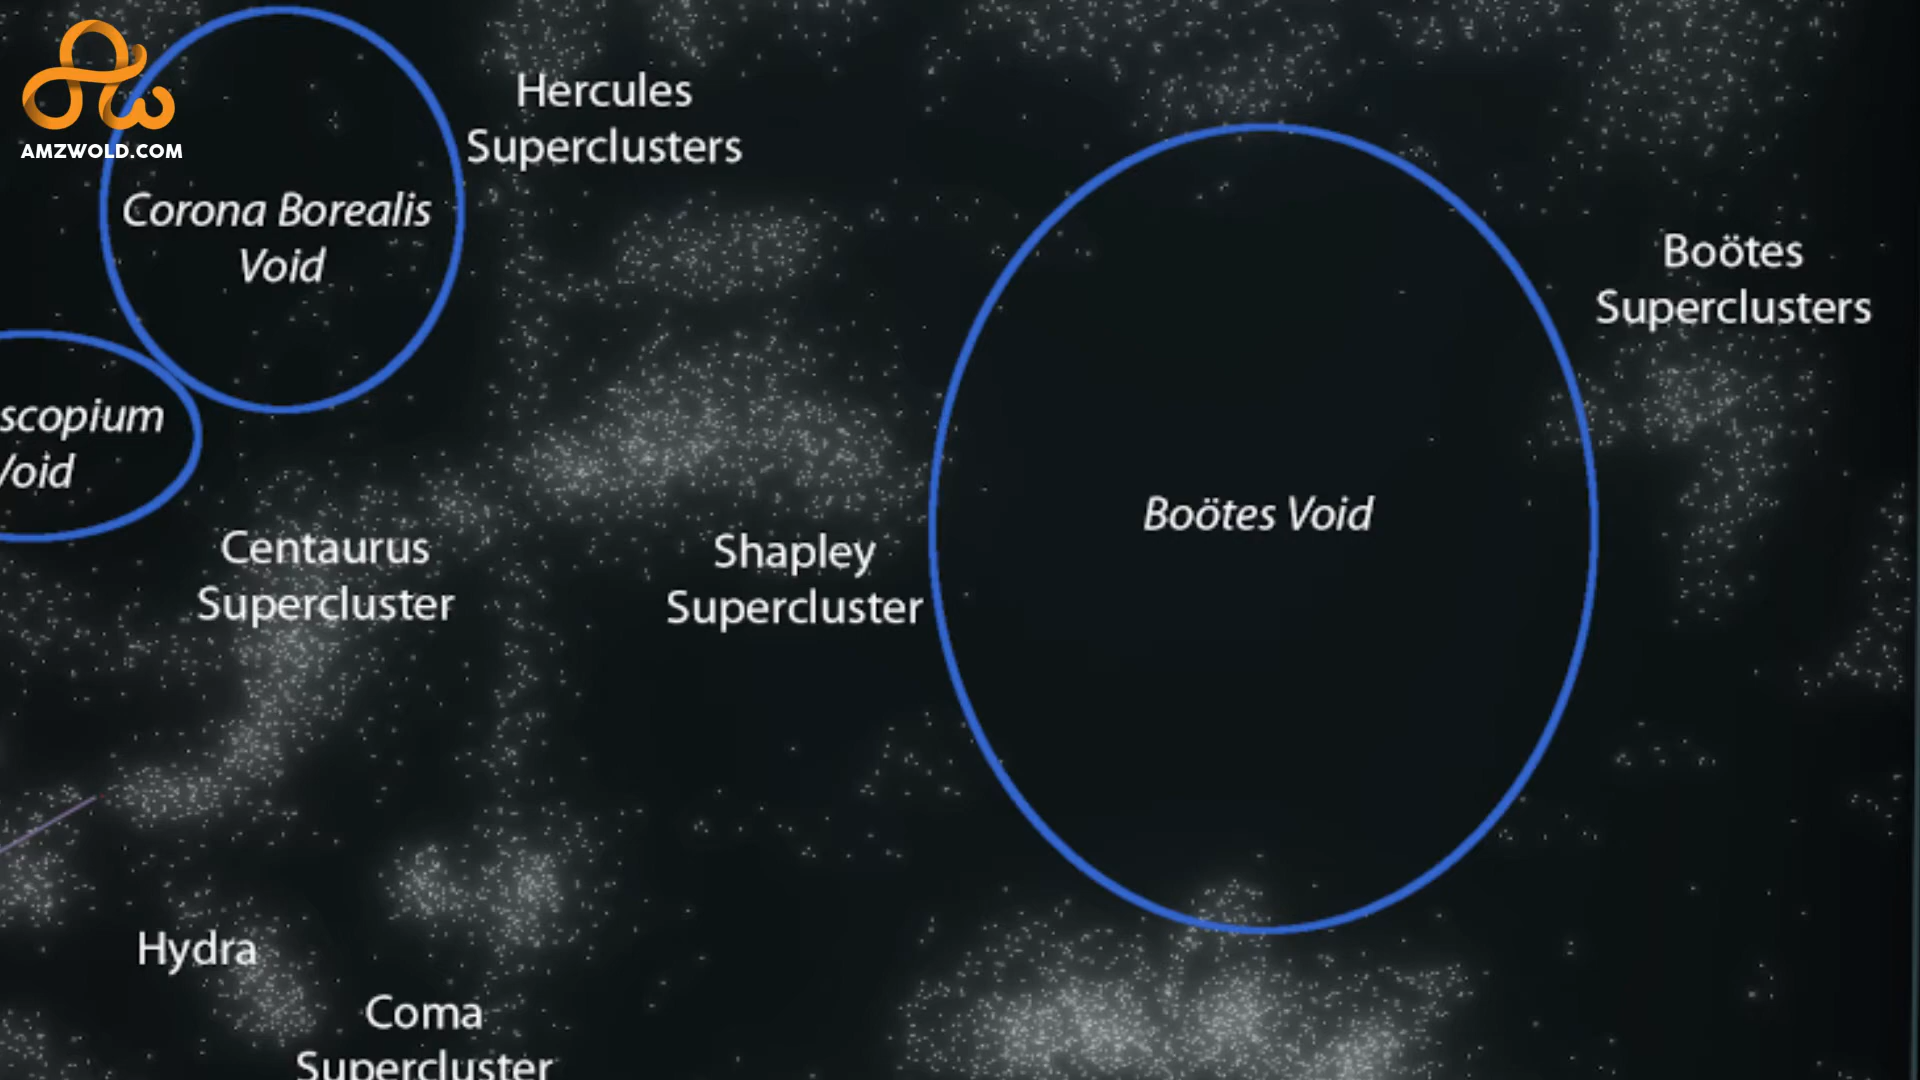 AMZWOLD.COM
Hercules
Superclusters
Corona Borealis
Void
Boötes
Superclusters
scopium
Void
Boötes Void
Centaurus
Supercluster
Shapley
Supercluster
Hydra
Coma
Supercluster